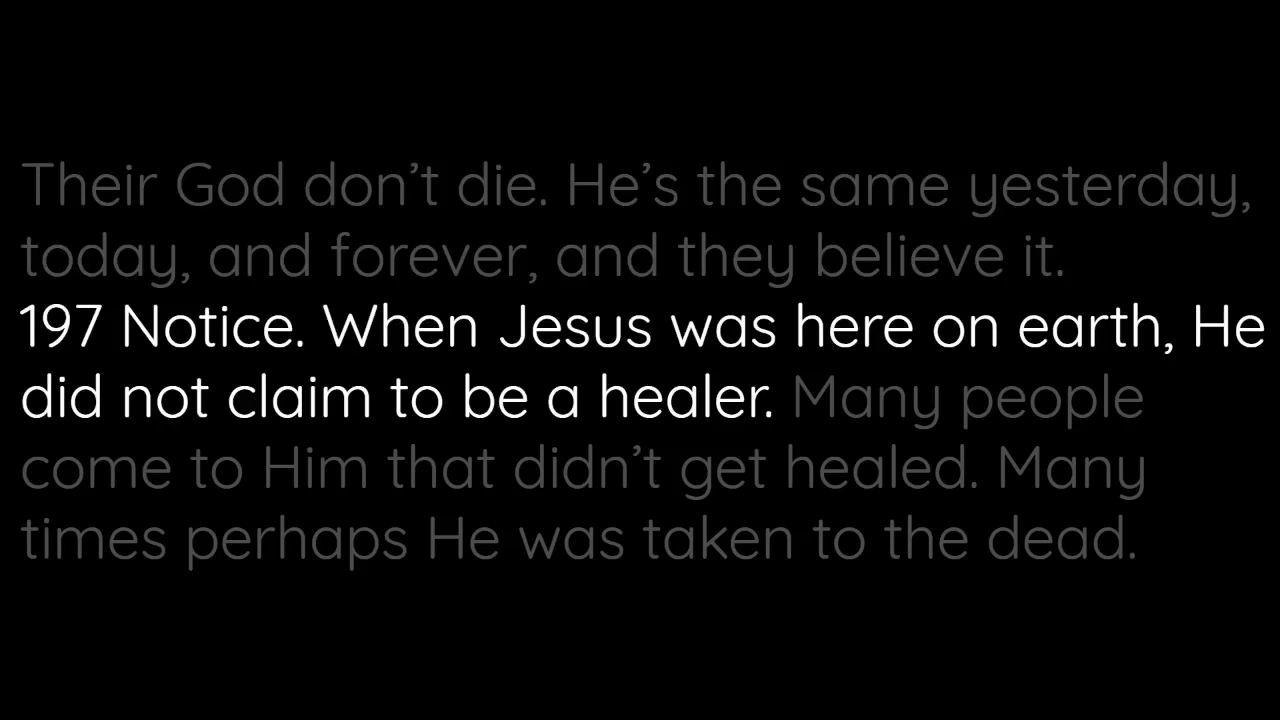 Their God don’t die. He’s the same yesterday,
today, and forever, and they believe it.
197 Notice. When Jesus was here on earth, He
did not claim to be a healer. Many people
come to Him that didn’t get healed. Many
times perhaps He was taken to the dead.